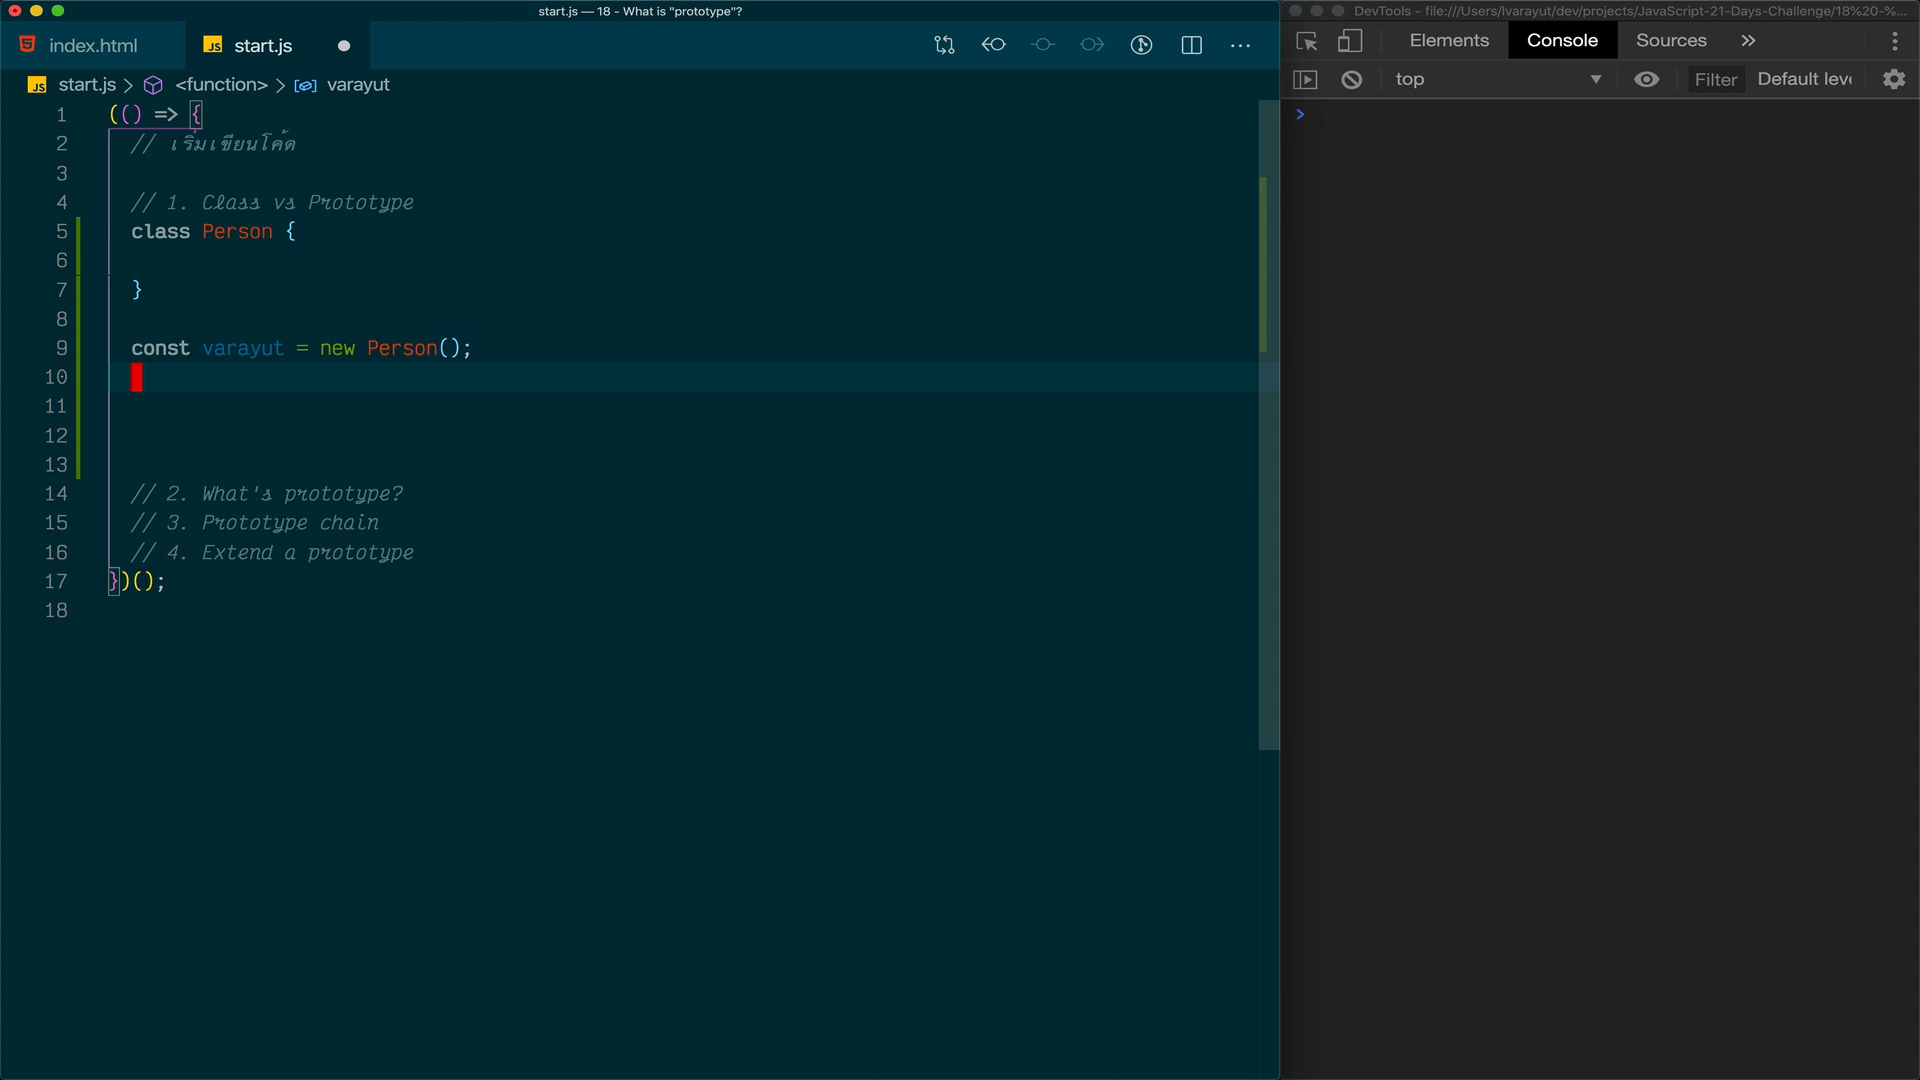 start.js — 18 - What is "prototype"?
index.html
start.js
start.js > <function> > varayut
1 (() => {
2 // เริ่มเขียนโค้ด
3
4 // 1. Class vs Prototype
5 class Person {
6
7 }
8
9 const varayut = new Person();
10
11
12
13
14 // 2. What's prototype?
15 // 3. Prototype chain
16 // 4. Extend a prototype
17 })();
18
DevTools - file:///Users/lvarayut/dev/projects/JavaScript-21-Days-Challenge/18%20-%...
Elements Console Sources »
top Filter Default leve
>